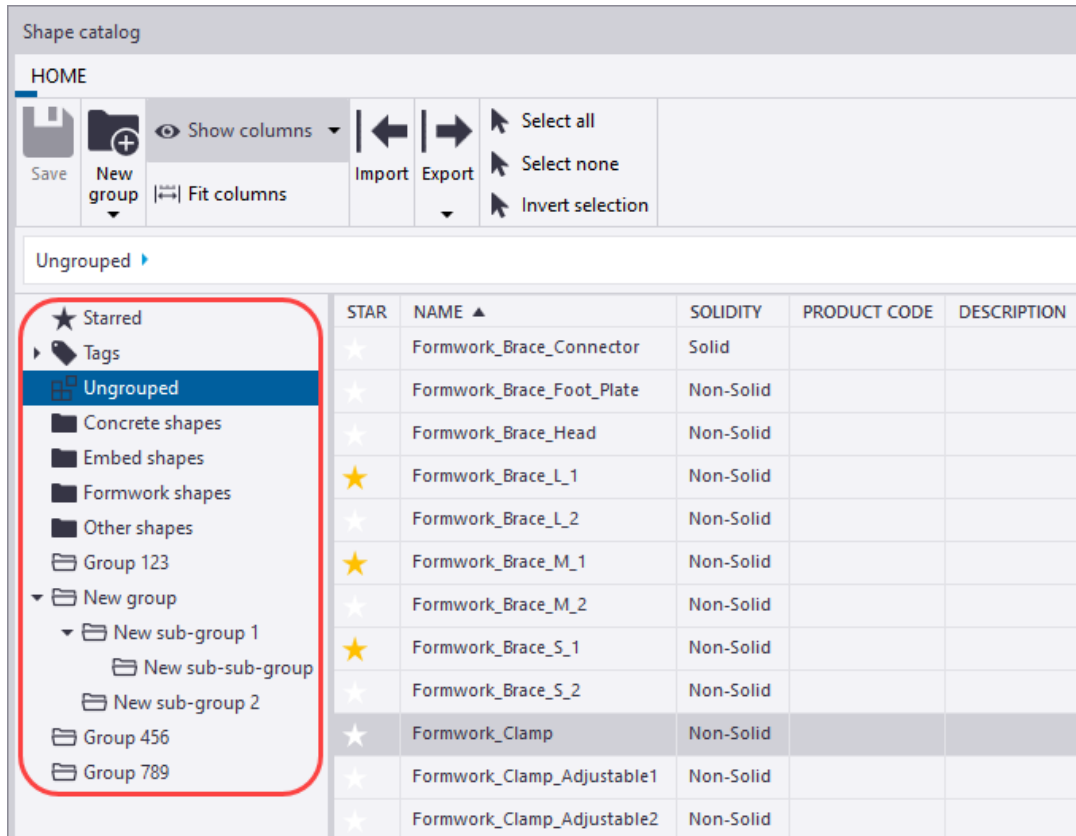 Shape catalog
HOME
Save
New group
Show columns
Fit columns
Import
Export
Select all
Select none
Invert selection
Ungrouped
Starred
Tags
Ungrouped
Concrete shapes
Embed shapes
Formwork shapes
Other shapes
Group 123
New group
New sub-group 1
New sub-sub-group
New sub-group 2
Group 456
Group 789
STAR NAME SOLIDITY PRODUCT CODE DESCRIPTION
Formwork_Brace_Connector Solid
Formwork_Brace_Foot_Plate Non-Solid
Formwork_Brace_Head Non-Solid
Formwork_Brace_L_1 Non-Solid
Formwork_Brace_L_2 Non-Solid
Formwork_Brace_M_1 Non-Solid
Formwork_Brace_M_2 Non-Solid
Formwork_Brace_S_1 Non-Solid
Formwork_Brace_S_2 Non-Solid
Formwork_Clamp Non-Solid
Formwork_Clamp_Adjustable1 Non-Solid
Formwork_Clamp_Adjustable2 Non-Solid